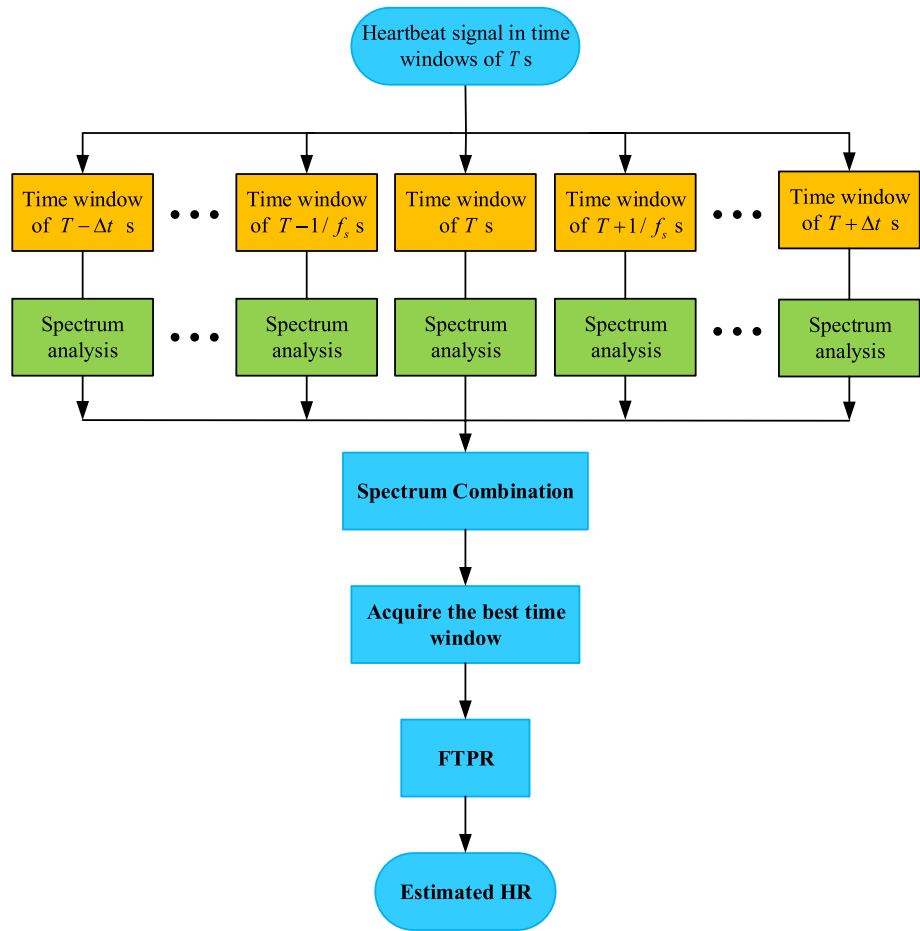 Heartbeat signal in time
windows of T s
Time window
of T − Δt s
• • •
Time window
of T − 1 / fₛ s
Time window
of T s
Time window
of T + 1 / fₛ s
• • •
Time window
of T + Δt s
Spectrum
analysis
• • •
Spectrum
analysis
Spectrum
analysis
Spectrum
analysis
• • •
Spectrum
analysis
Spectrum Combination
Acquire the best time
window
FTPR
Estimated HR